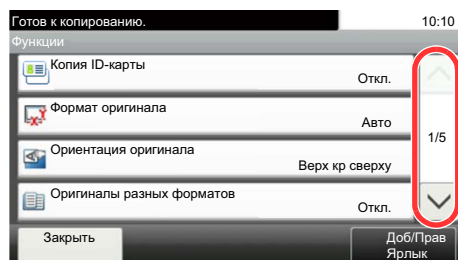 Готов к копированию.
10:10
Функции
Копия ID-карты
Откл.
Формат оригинала
Авто
1/5
Ориентация оригинала
Верх кр сверху
Оригиналы разных форматов
Откл.
Закрыть
Доб/Прав
Ярлык